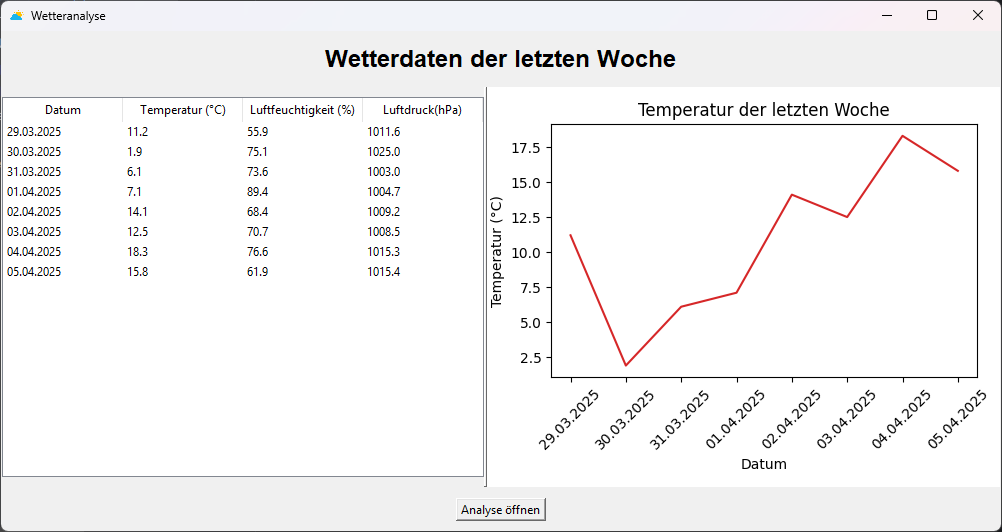 Wetteranalyse
Wetterdaten der letzten Woche
Datum Temperatur (°C) Luftfeuchtigkeit (%) Luftdruck(hPa)
29.03.2025 11.2 55.9 1011.6
30.03.2025 1.9 75.1 1025.0
31.03.2025 6.1 73.6 1003.0
01.04.2025 7.1 89.4 1004.7
02.04.2025 14.1 68.4 1009.2
03.04.2025 12.5 70.7 1008.5
04.04.2025 18.3 76.6 1015.3
05.04.2025 15.8 61.9 1015.4
Temperatur der letzten Woche
Temperatur (°C)
17.5
15.0
12.5
10.0
7.5
5.0
2.5
29.03.2025 30.03.2025 31.03.2025 01.04.2025 02.04.2025 03.04.2025 04.04.2025 05.04.2025
Datum
Analyse öffnen